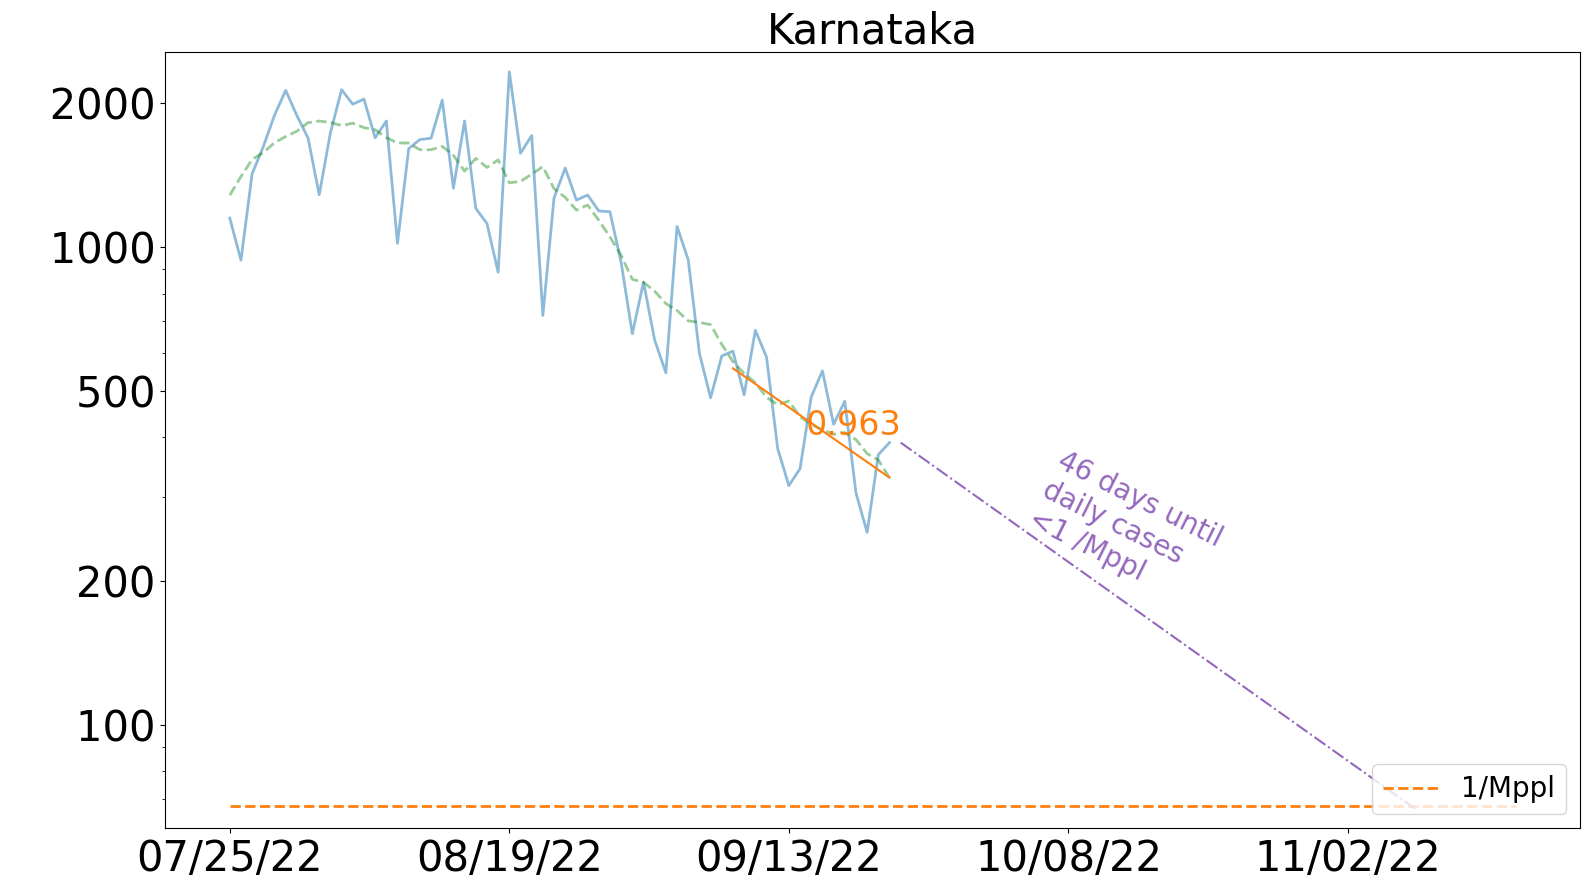 Karnataka
2000
1000
500
200
100
0.963
46 days until
daily cases
<1 /Mppl
1/Mppl
07/25/22
08/19/22
09/13/22
10/08/22
11/02/22